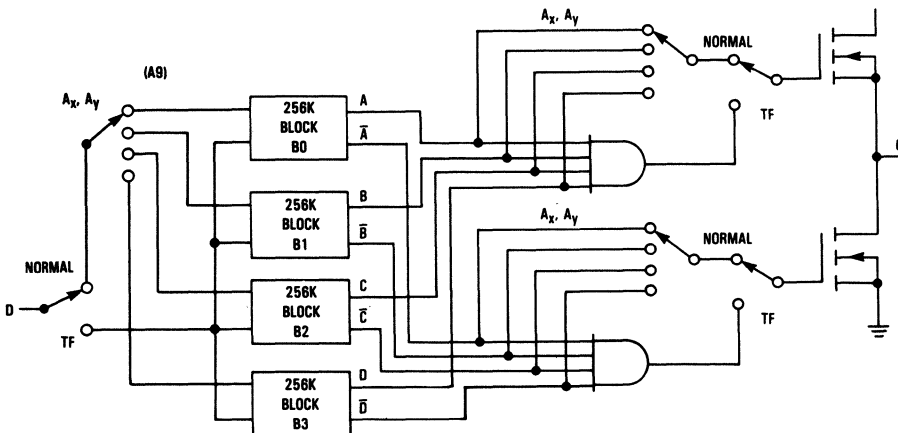 A͞x, Ay
(A9)
Ax, Ay
NORMAL
TF
256K
BLOCK
B0
A
A̅
256K
BLOCK
B1
B
B̅
NORMAL
D
TF
256K
BLOCK
B2
C
C̅
256K
BLOCK
B3
D
D̅
Ax, Ay
NORMAL
TF